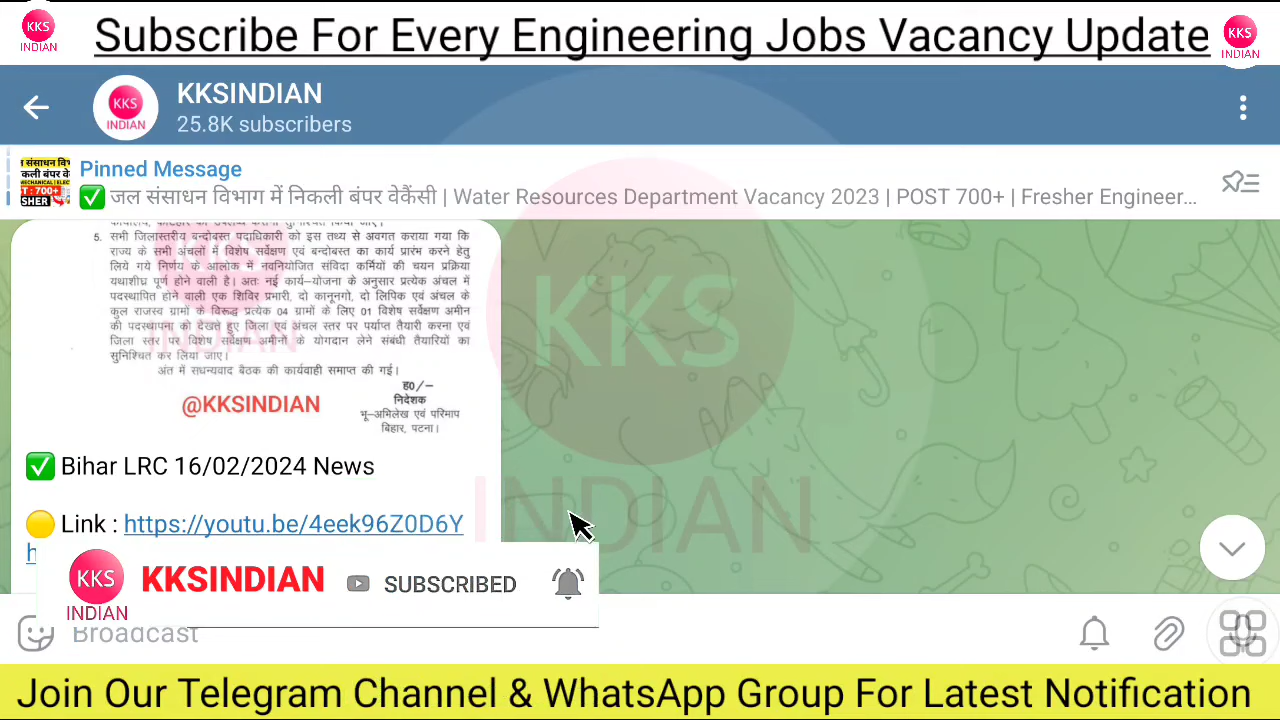 KKS
INDIAN
Subscribe For Every Engineering Jobs Vacancy Update
KKS
INDIAN
KKS
INDIAN
KKSINDIAN
25.8K subscribers
Pinned Message
✅ जल संसाधन विभाग में निकली बंपर वेकैंसी | Water Resources Department Vacancy 2023 | POST 700+ | Fresher Engineer...
5. सभी जिलास्तरीय बन्दोबस्त पदाधिकारी को इस तथ्य से अवगत कराया गया कि
राज्य के सभी अंचलों में विशेष सर्वेक्षण एवं बन्दोबस्त का कार्य प्रारंभ करने हेतु
लिये गये निर्णय के आलोक में नवनियोजित संविदा कर्मियों की चयन प्रक्रिया
यथाशीघ्र पूर्ण होने वाली है। अतः नई कार्य–योजना के अनुसार प्रत्येक अंचल में
पदस्थापित होने वाली एक शिविर प्रभारी, दो कानूनगो, दो लिपिक एवं अंचल के
कुल राजस्व ग्रामों के विरूद्ध प्रत्येक 04 ग्रामों के लिए 01 विशेष सर्वेक्षण अमीन
की पदस्थापना को देखते हुए जिला एवं अंचल स्तर पर पर्याप्त तैयारी करना एवं
जिला स्तर पर विशेष सर्वेक्षण अमीनों के योगदान लेने संबंधी तैयारियों का
सुनिश्चित कर लिया जाए।
अंत में सधन्यवाद बैठक की कार्यवाही समाप्त की गई।
ह0/–
निदेशक
@KKSINDIAN
भू–अभिलेख एवं परिमाप
बिहार, पटना।
KKS
INDIAN
✅ Bihar LRC 16/02/2024 News
🟡 Link : https://youtu.be/4eek96Z0D6Y
h
KKS
INDIAN
KKSINDIAN
SUBSCRIBED
Broadcast
Join Our Telegram Channel & WhatsApp Group For Latest Notification